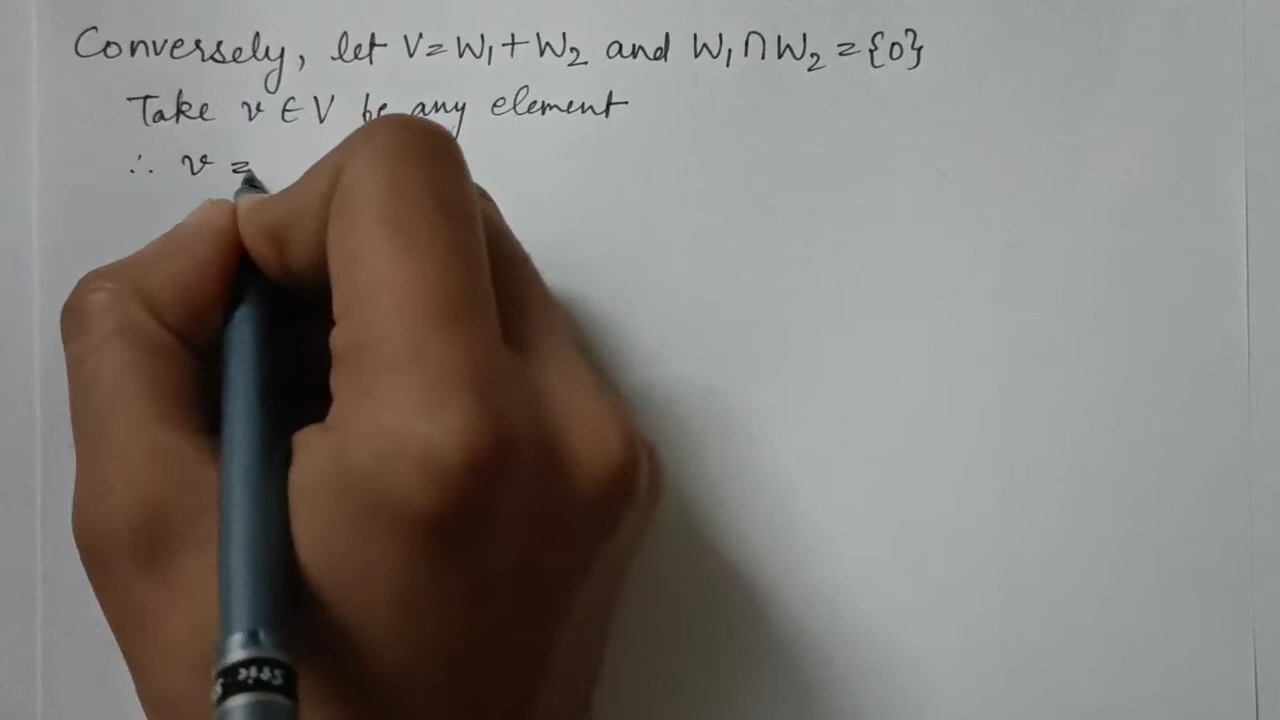 Conversely, let V=W₁+W₂ and W₁∩W₂={0}
Take v∈V be any element
∴ v =